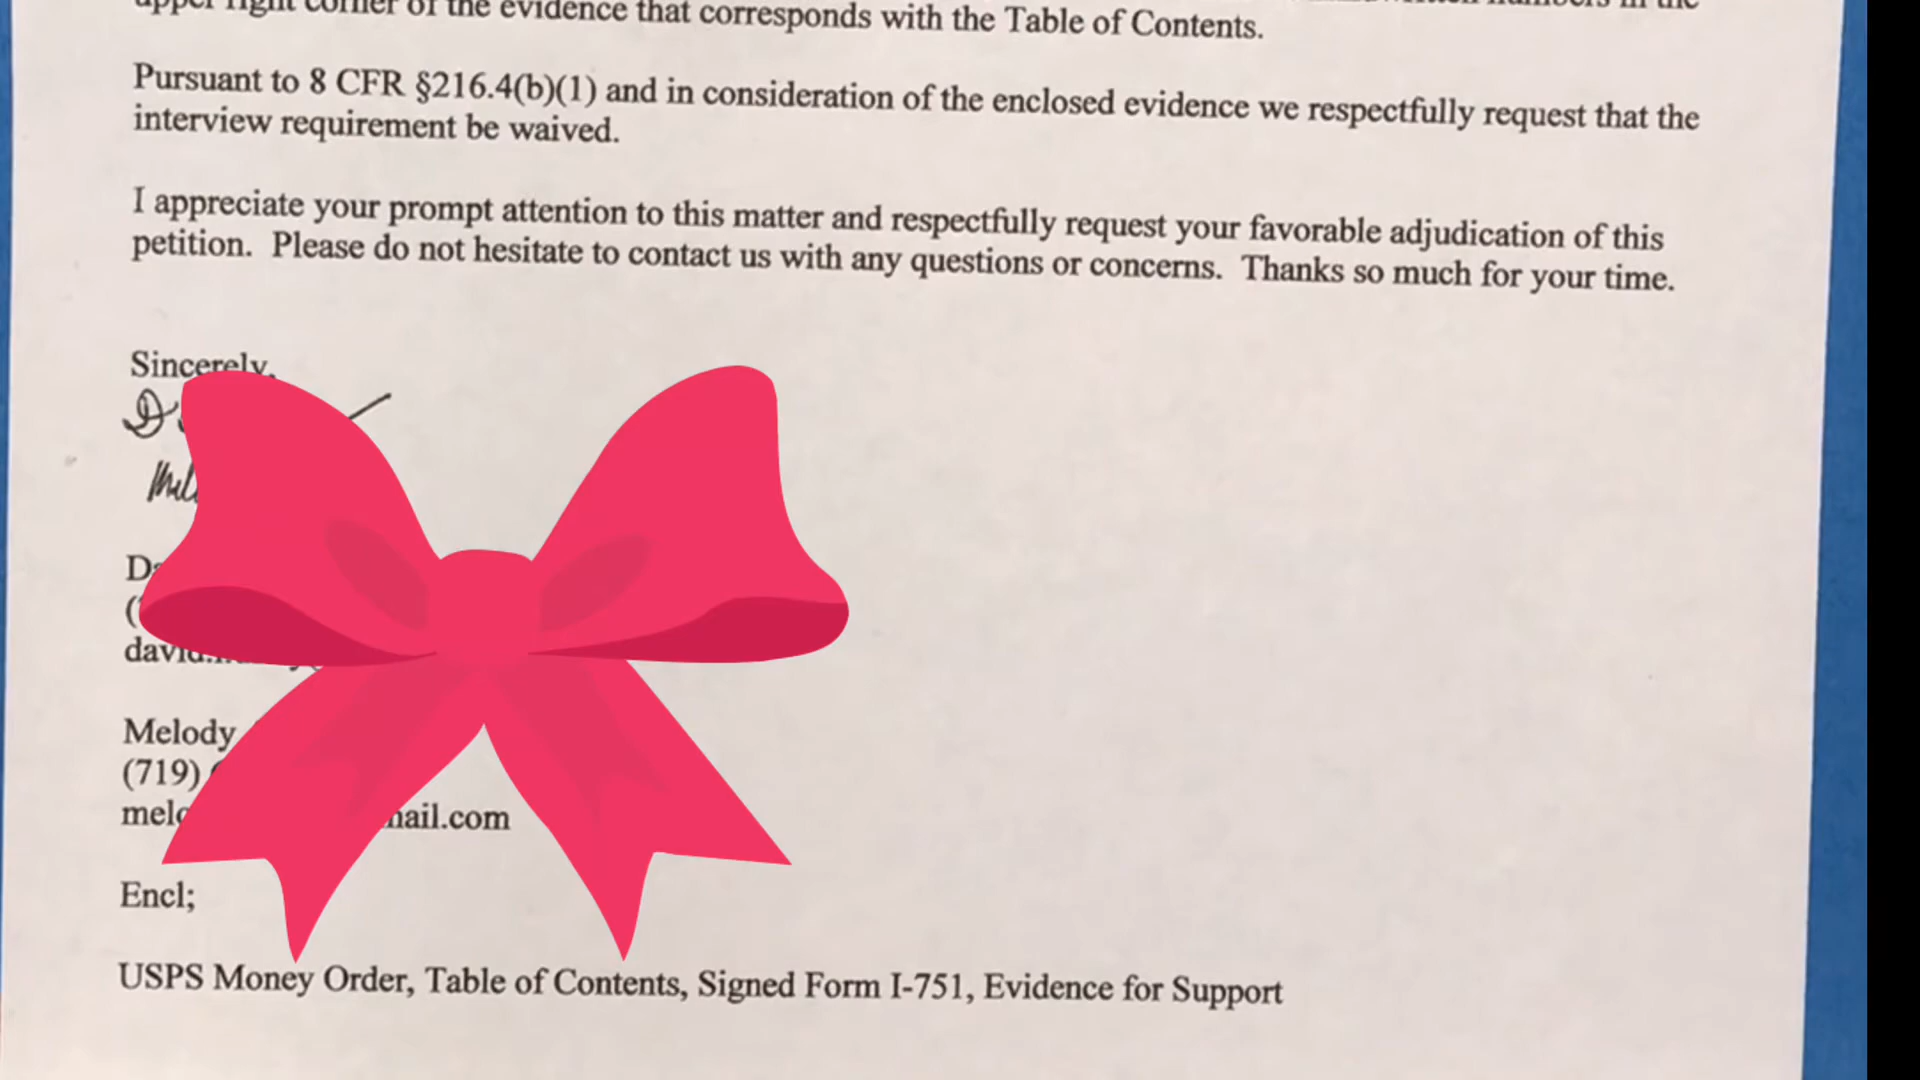 upper right corner of the evidence that corresponds with the Table of Contents.
Pursuant to 8 CFR §216.4(b)(1) and in consideration of the enclosed evidence we respectfully request that the
interview requirement be waived.
I appreciate your prompt attention to this matter and respectfully request your favorable adjudication of this
petition. Please do not hesitate to contact us with any questions or concerns. Thanks so much for your time.
Sincerely,
Melody
(719)
mail.com
Encl;
USPS Money Order, Table of Contents, Signed Form I-751, Evidence for Support